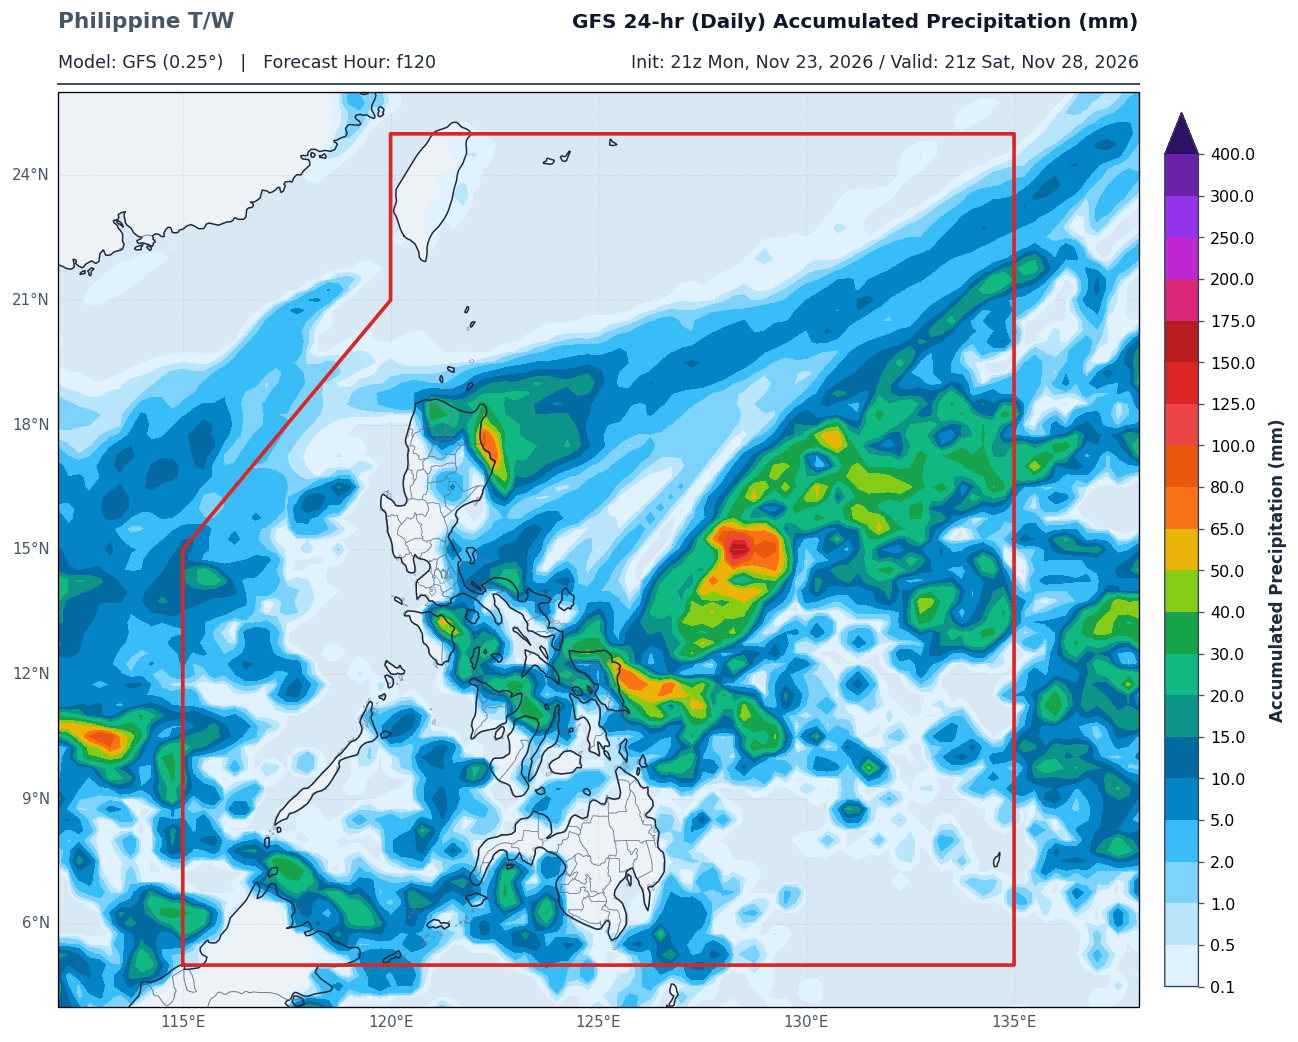 Philippine T/W
GFS 24-hr (Daily) Accumulated Precipitation (mm)
Model: GFS (0.25°) | Forecast Hour: f120
Init: 21z Mon, Nov 23, 2026 / Valid: 21z Sat, Nov 28, 2026
24°N
21°N
18°N
15°N
12°N
9°N
6°N
115°E
120°E
125°E
130°E
135°E
400.0
300.0
250.0
200.0
175.0
150.0
125.0
100.0
80.0
65.0
50.0
40.0
30.0
20.0
15.0
10.0
5.0
2.0
1.0
0.5
0.1
Accumulated Precipitation (mm)